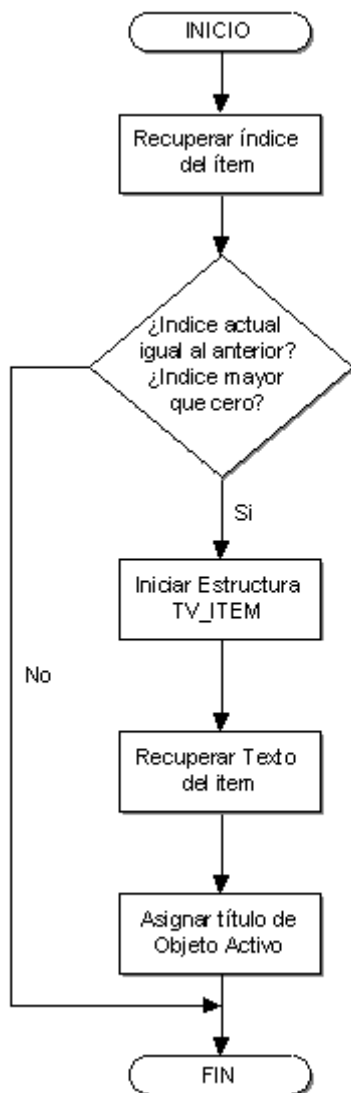 INICIO
Recuperar índice
del ítem
¿Indice actual
igual al anterior?
¿Indice mayor
que cero?
Si
Iniciar Estructura
TV_ITEM
No
Recuperar Texto
del item
Asignar título de
Objeto Activo
FIN